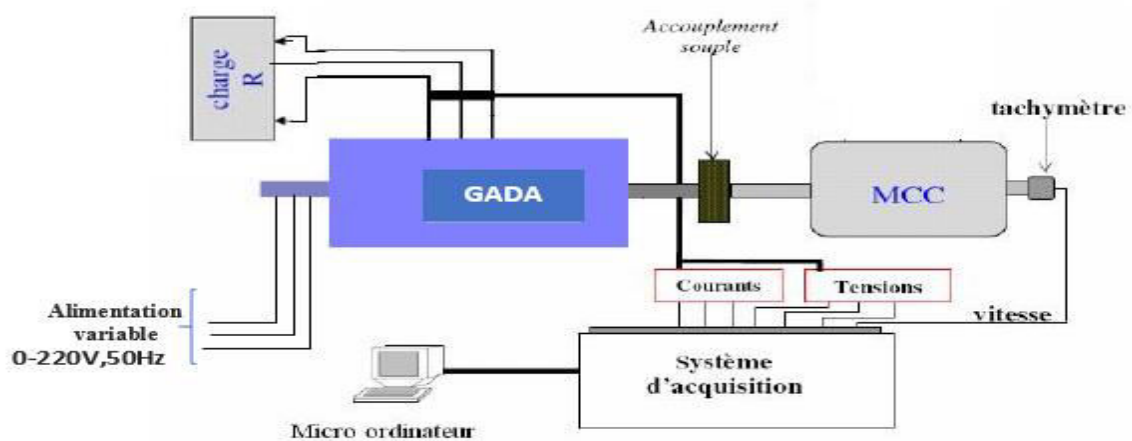 Accouplement
souple
charge
R
tachymètre
GADA
MCC
Courants
Tensions
Alimentation
variable
0-220V,50Hz
vitesse
Système
d'acquisition
Micro ordinateur